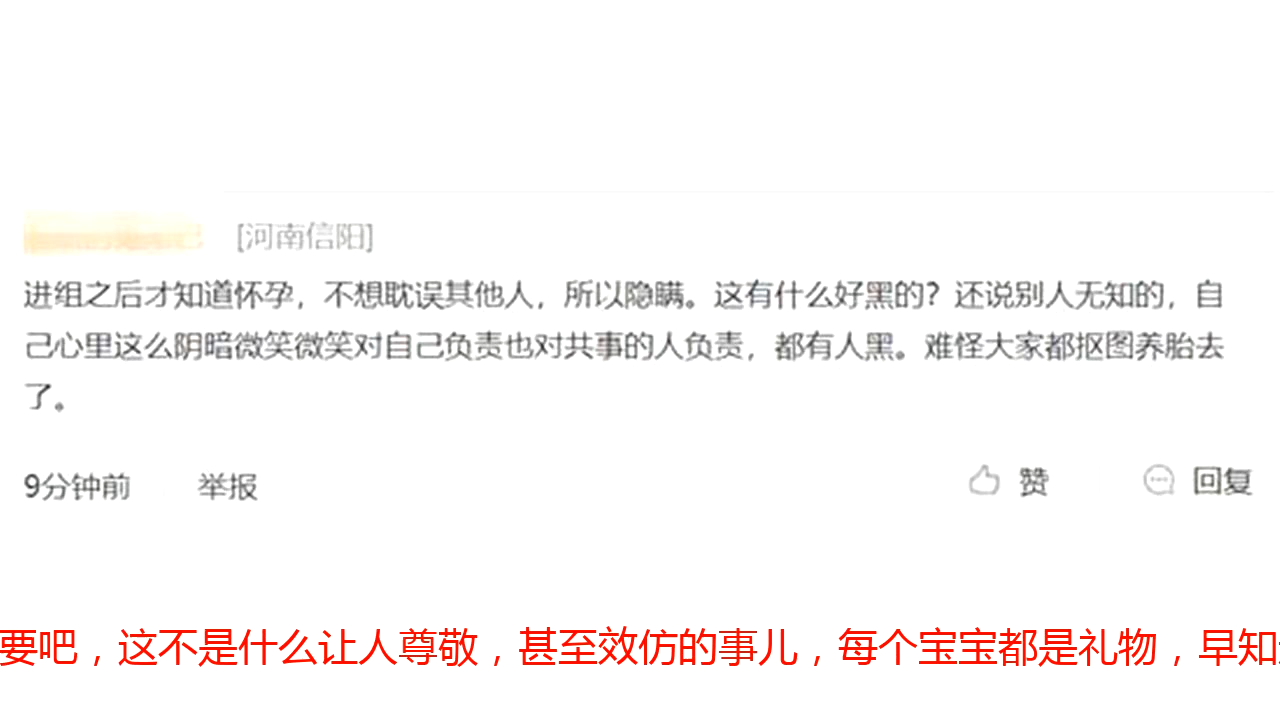 [河南信阳]
进组之后才知道怀孕，不想耽误其他人，所以隐瞒。这有什么好黑的？还说别人无知的，自
己心里这么阴暗微笑微笑对自己负责也对共事的人负责，都有人黑。难怪大家都抠图养胎去
了。
9分钟前 举报 赞 回复
要吧，这不是什么让人尊敬，甚至效仿的事儿，每个宝宝都是礼物，早知